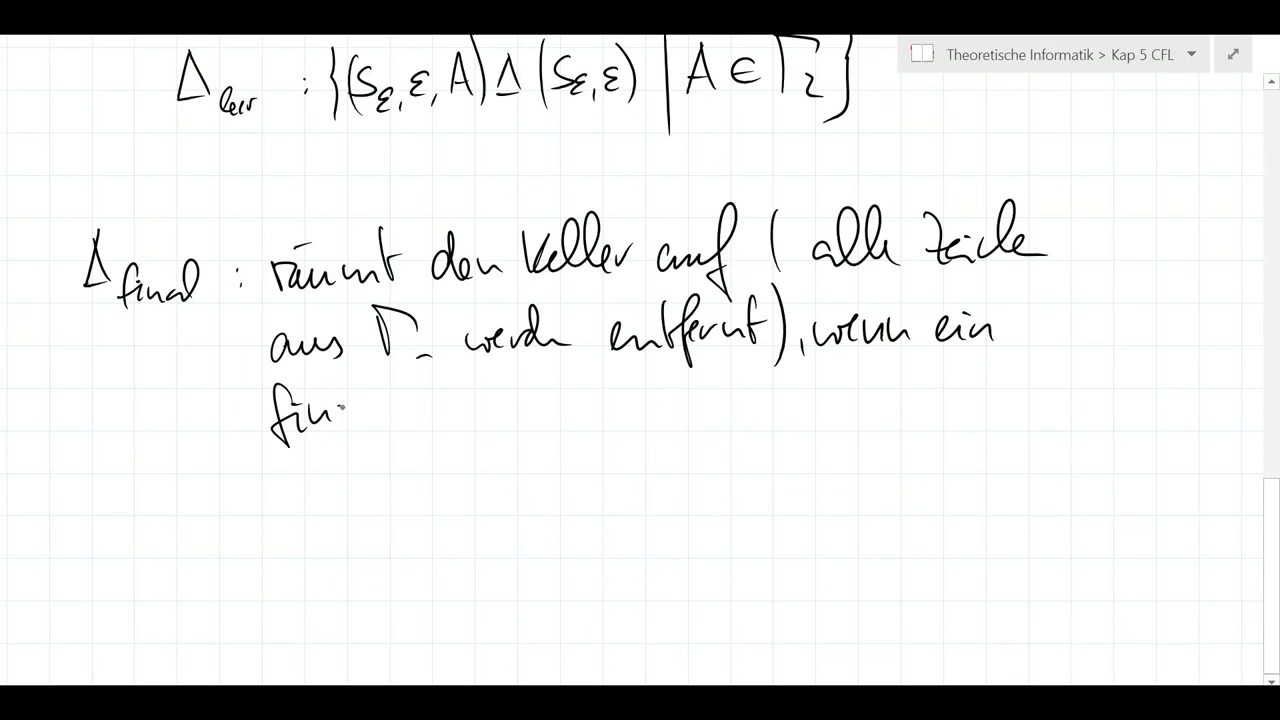 Theoretische Informatik > Kap 5 CFL
Δ_leer : {(S_ε, ε, A) Δ (S_ε, ε) | A ∈ Γ_2}
Δ_final : räumt den Keller auf ( alle Zeichen
aus Γ_ werden entfernt), wenn ein
fin